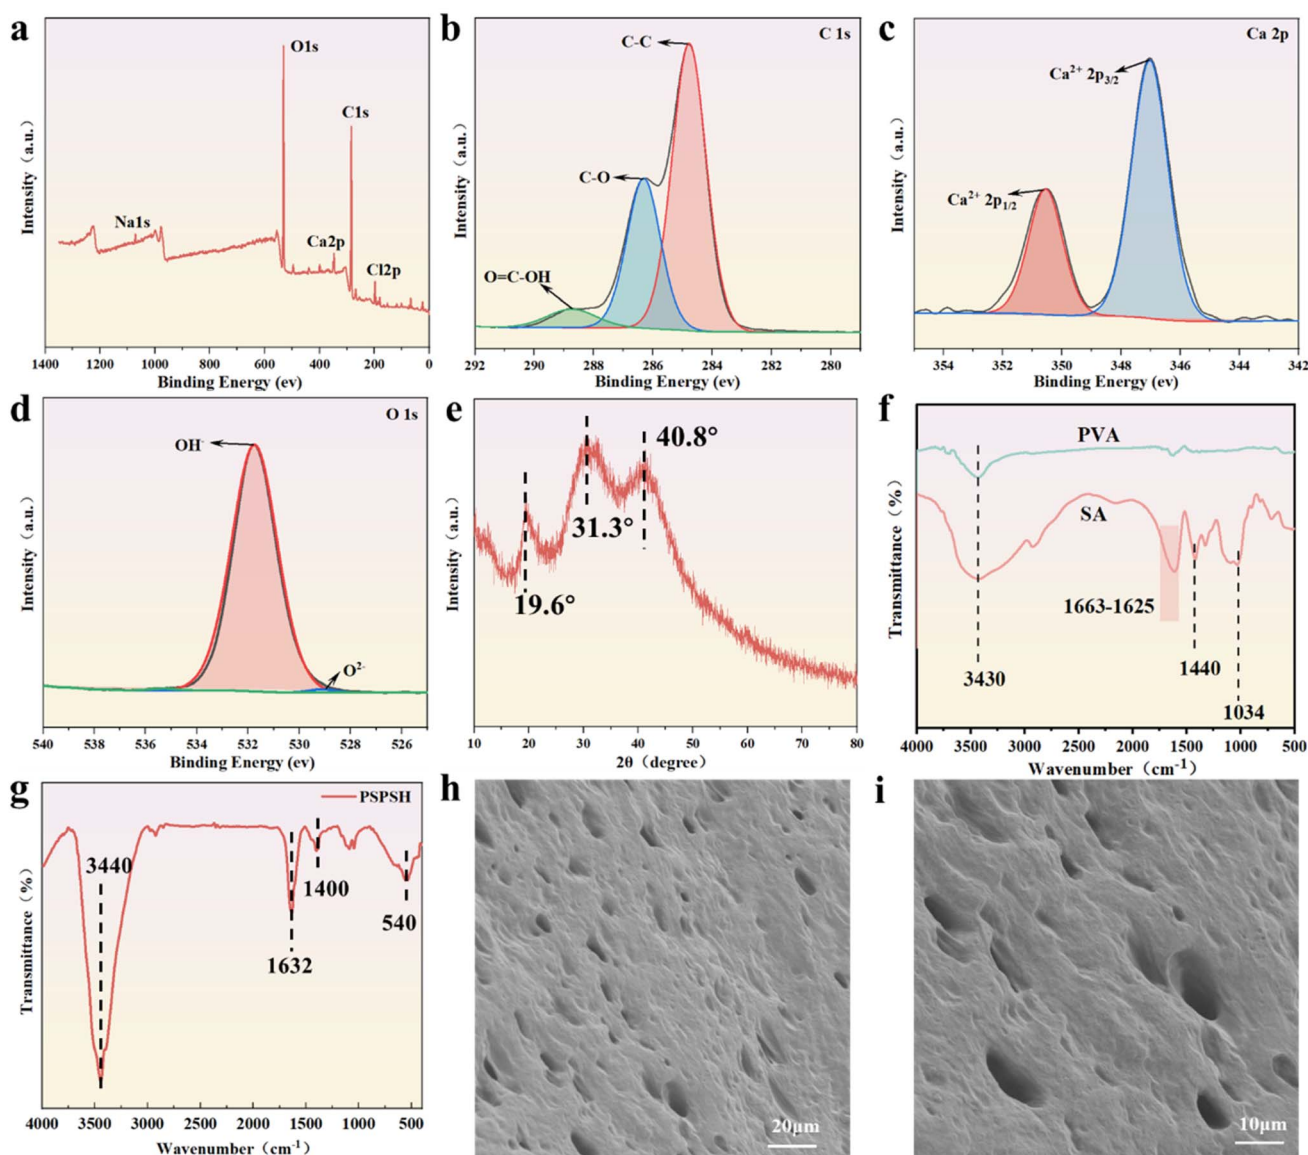 a
O1s
C1s
Na1s
Ca2p
Cl2p
Intensity（a.u.）
1400 1200 1000 800 600 400 200 0
Binding Energy (ev)
b
C 1s
C-C
C-O
O=C-OH
Intensity（a.u.）
292 290 288 286 284 282 280
Binding Energy (ev)
c
Ca 2p
Ca²⁺ 2p₃/₂
Ca²⁺ 2p₁/₂
Intensity（a.u.）
354 350 346 342
Binding Energy (ev)
d
O 1s
OH⁻
O²⁻
Intensity（a.u.）
540 538 536 534 532 530 528 526
Binding Energy (ev)
e
40.8°
31.3°
19.6°
Intensity（a.u.）
10 20 30 40 50 60 70 80
2θ（degree）
f
PVA
SA
1663-1625
3430
1440
1034
Transmittance（%）
4000 3500 3000 2500 2000 1500 1000 500
Wavenumber（cm⁻¹）
g
PSPSH
3440
1400
540
1632
Transmittance（%）
4000 3500 3000 2500 2000 1500 1000 500
Wavenumber（cm⁻¹）
h
20μm
i
10μm